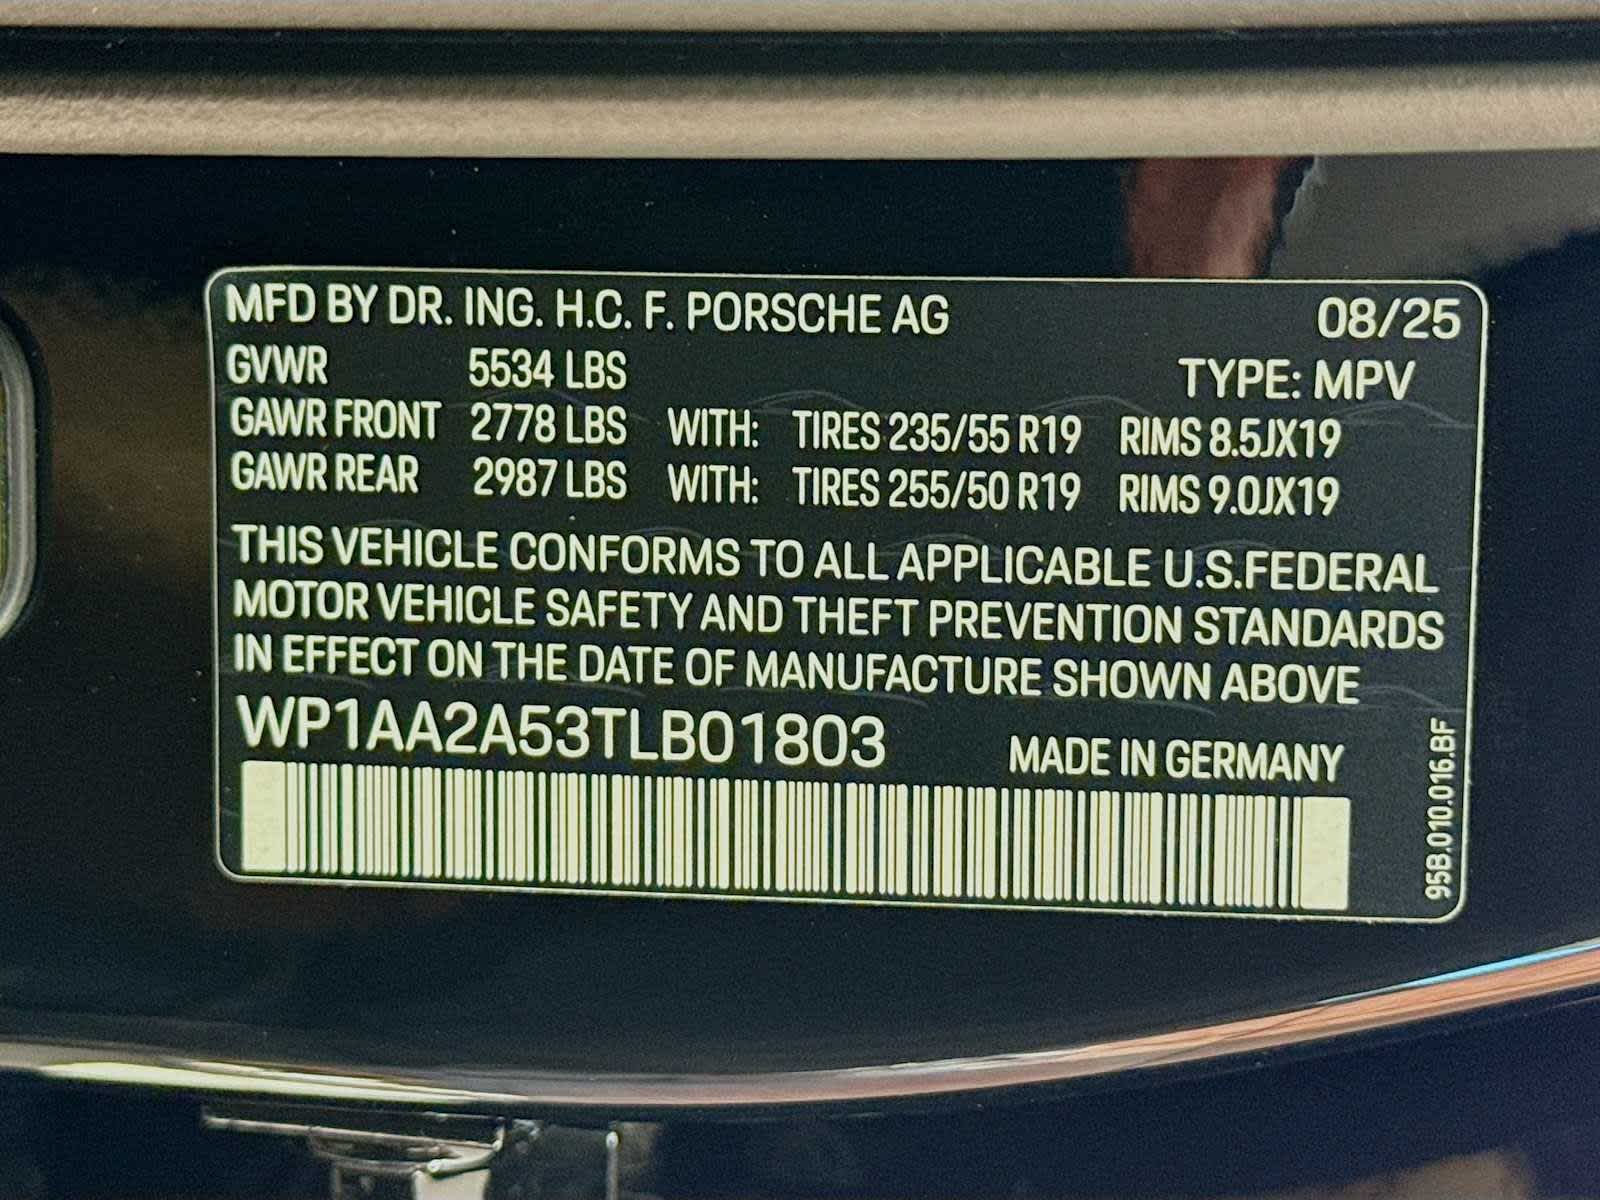 MFD BY DR. ING. H.C. F. PORSCHE AG 08/25
GVWR 5534 LBS TYPE: MPV
GAWR FRONT 2778 LBS WITH: TIRES 235/55 R19 RIMS 8.5JX19
GAWR REAR 2987 LBS WITH: TIRES 255/50 R19 RIMS 9.0JX19
THIS VEHICLE CONFORMS TO ALL APPLICABLE U.S.FEDERAL
MOTOR VEHICLE SAFETY AND THEFT PREVENTION STANDARDS
IN EFFECT ON THE DATE OF MANUFACTURE SHOWN ABOVE
WP1AA2A53TLB01803 MADE IN GERMANY
95B.010.016.BF